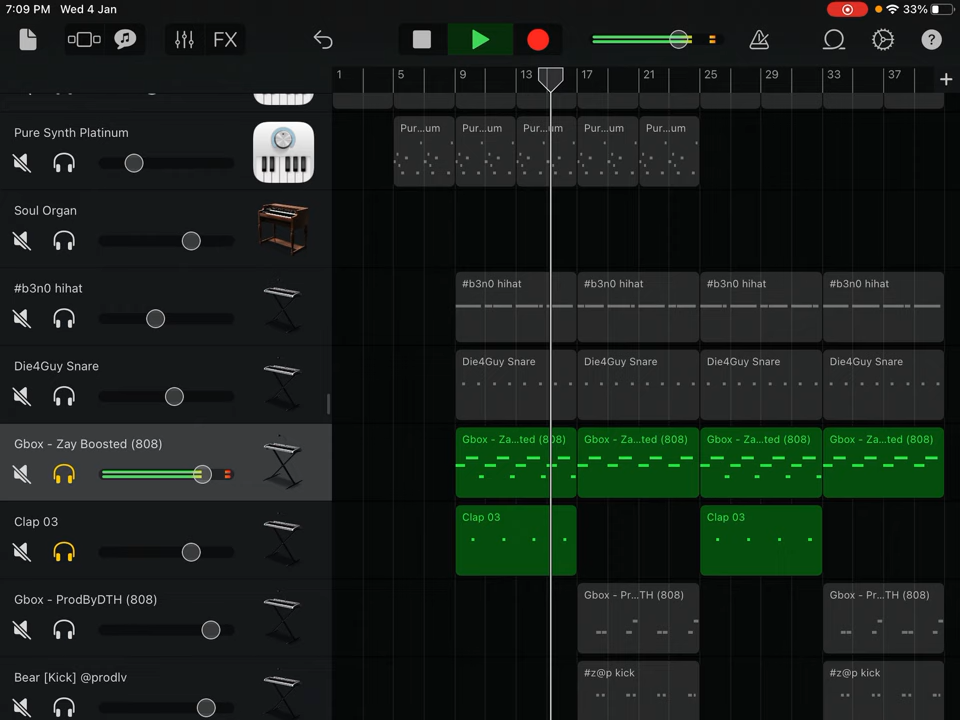 7:09 PM Wed 4 Jan
33%
FX
?
1 5 9 13 17 21 25 29 33 37 +
Pure Synth Platinum
Pur...um Pur...um Pur...um Pur...um Pur...um
Soul Organ
#b3n0 hihat
#b3n0 hihat #b3n0 hihat #b3n0 hihat #b3n0 hihat
Die4Guy Snare
Die4Guy Snare Die4Guy Snare Die4Guy Snare Die4Guy Snare
Gbox - Zay Boosted (808)
Gbox - Za...ted (808) Gbox - Za...ted (808) Gbox - Za...ted (808) Gbox - Za...ted (808)
Clap 03
Clap 03 Clap 03
Gbox - ProdByDTH (808)
Gbox - Pr...TH (808) Gbox - Pr...TH (808)
Bear [Kick] @prodlv
#z@p kick #z@p kick